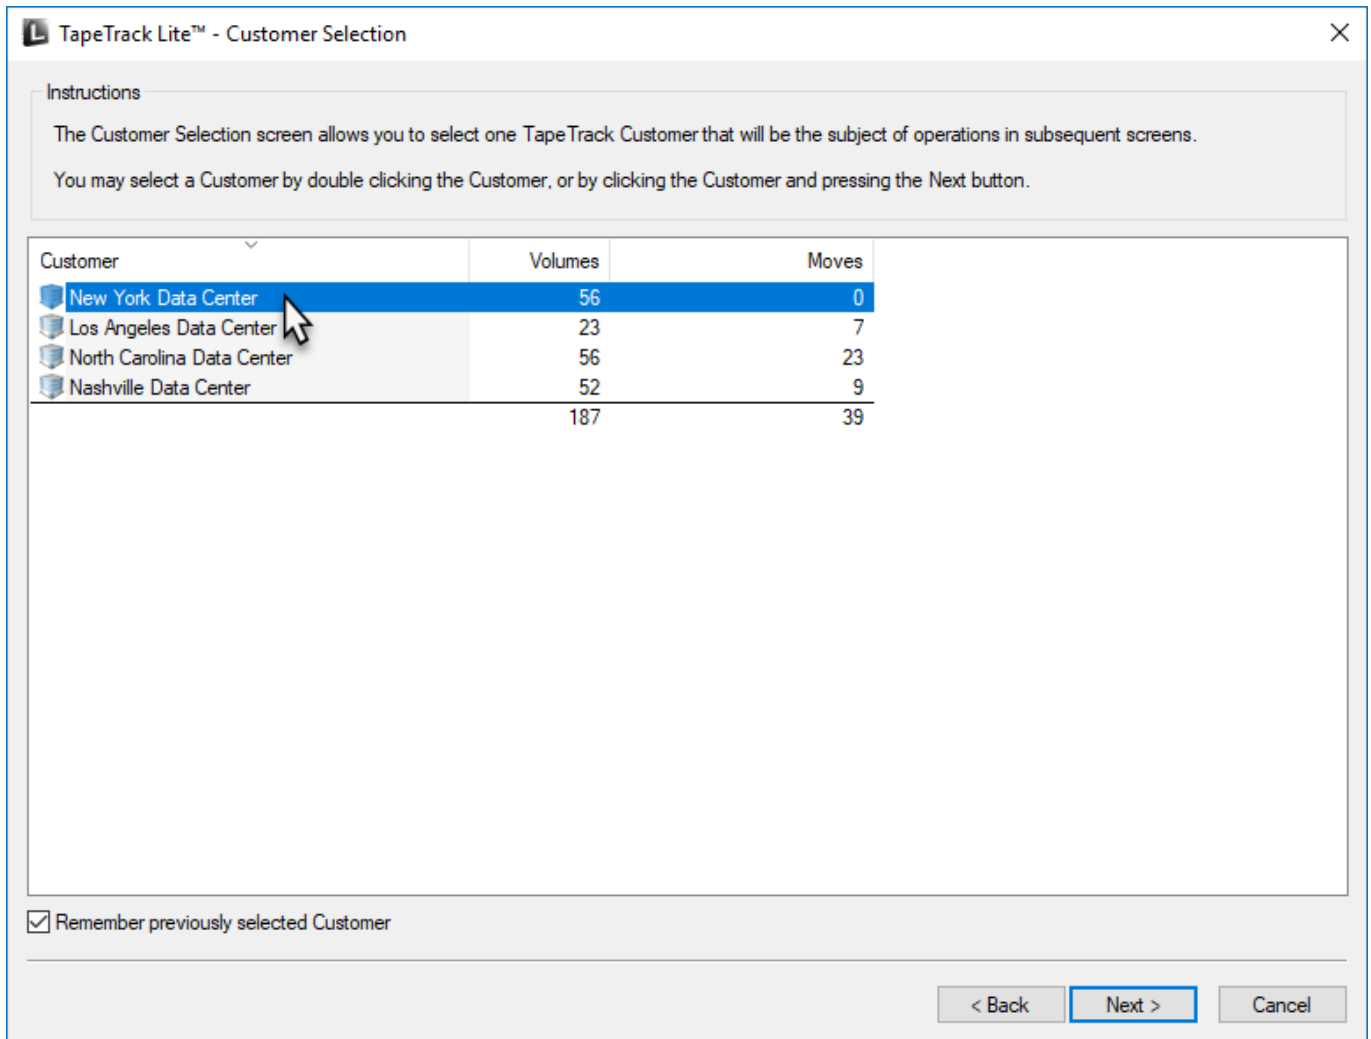 TapeTrack Lite™ - Customer Selection
Instructions
The Customer Selection screen allows you to select one TapeTrack Customer that will be the subject of operations in subsequent screens.
You may select a Customer by double clicking the Customer, or by clicking the Customer and pressing the Next button.
Customer Volumes Moves
New York Data Center 56 0
Los Angeles Data Center 23 7
North Carolina Data Center 56 23
Nashville Data Center 52 9
187 39
Remember previously selected Customer
< Back Next > Cancel